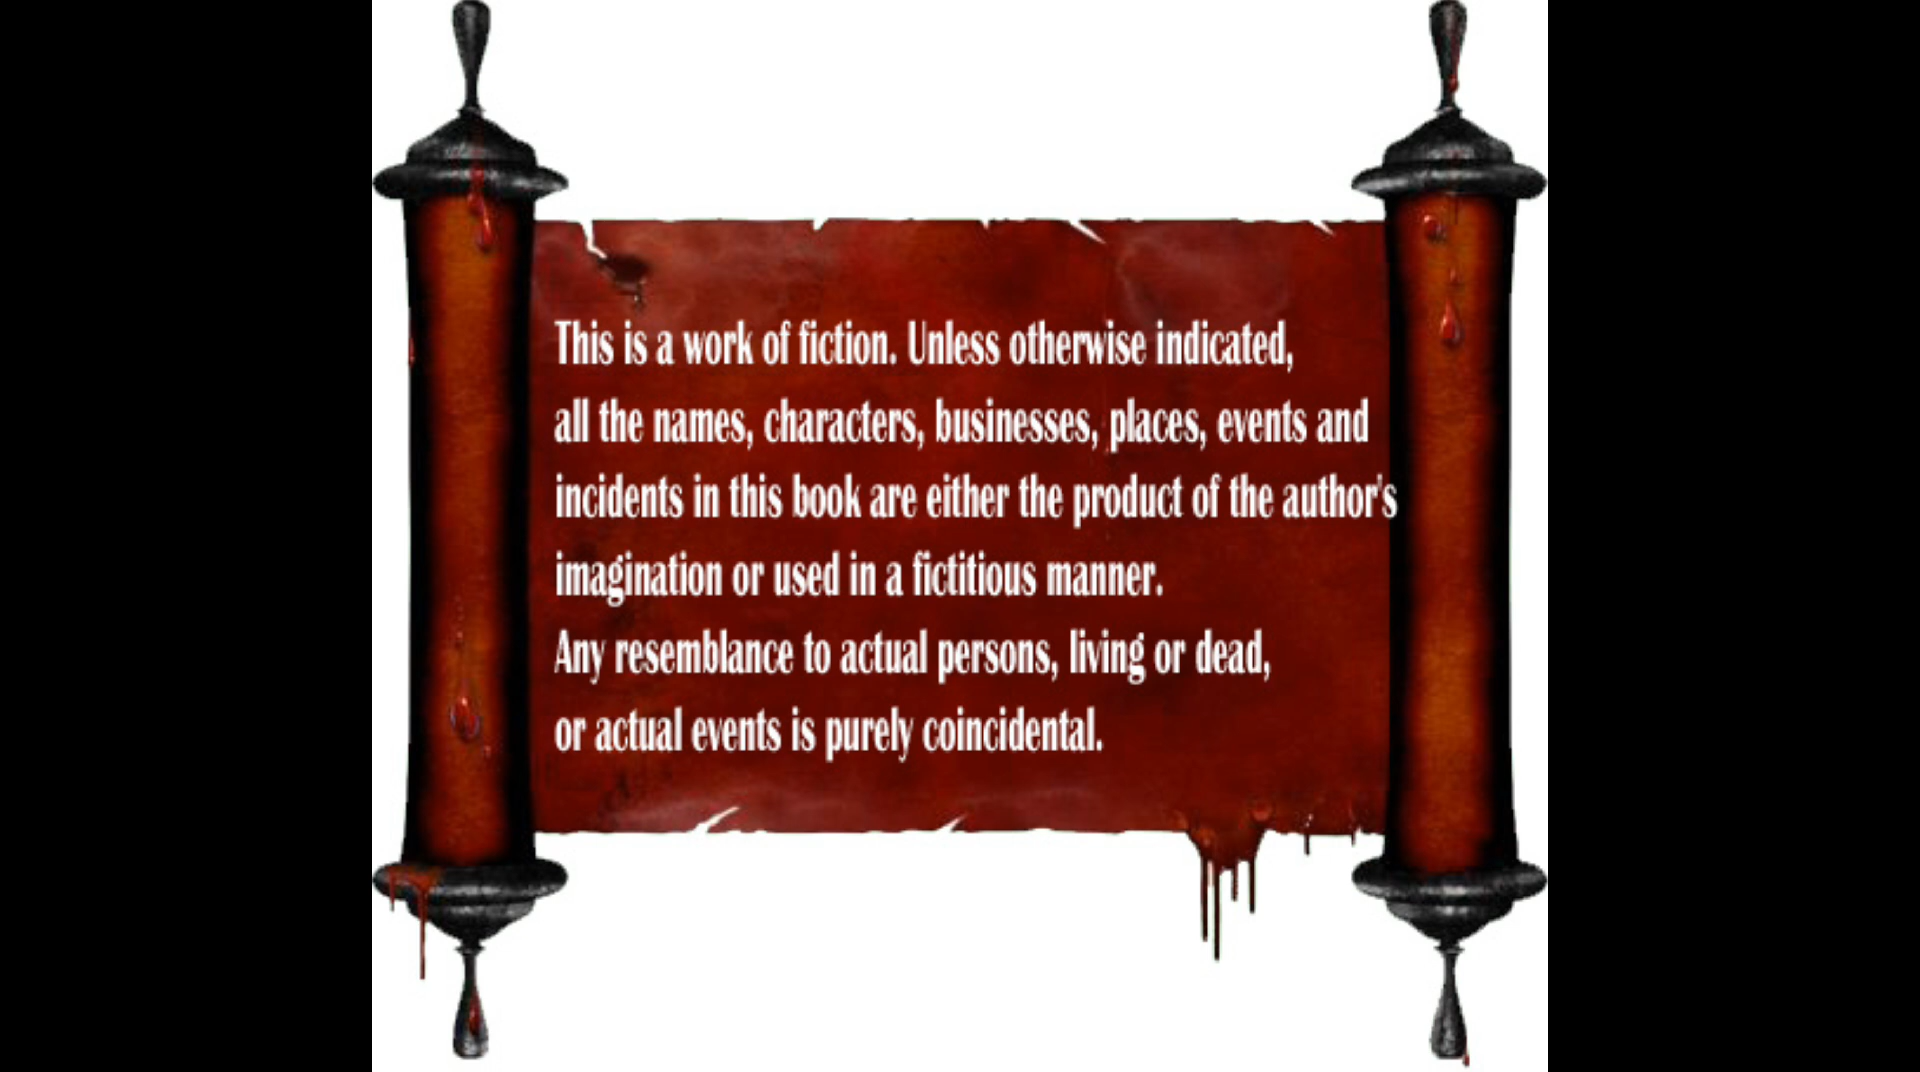 This is a work of fiction. Unless otherwise indicated,
all the names, characters, businesses, places, events and
incidents in this book are either the product of the author's
imagination or used in a fictitious manner.
Any resemblance to actual persons, living or dead,
or actual events is purely coincidental.